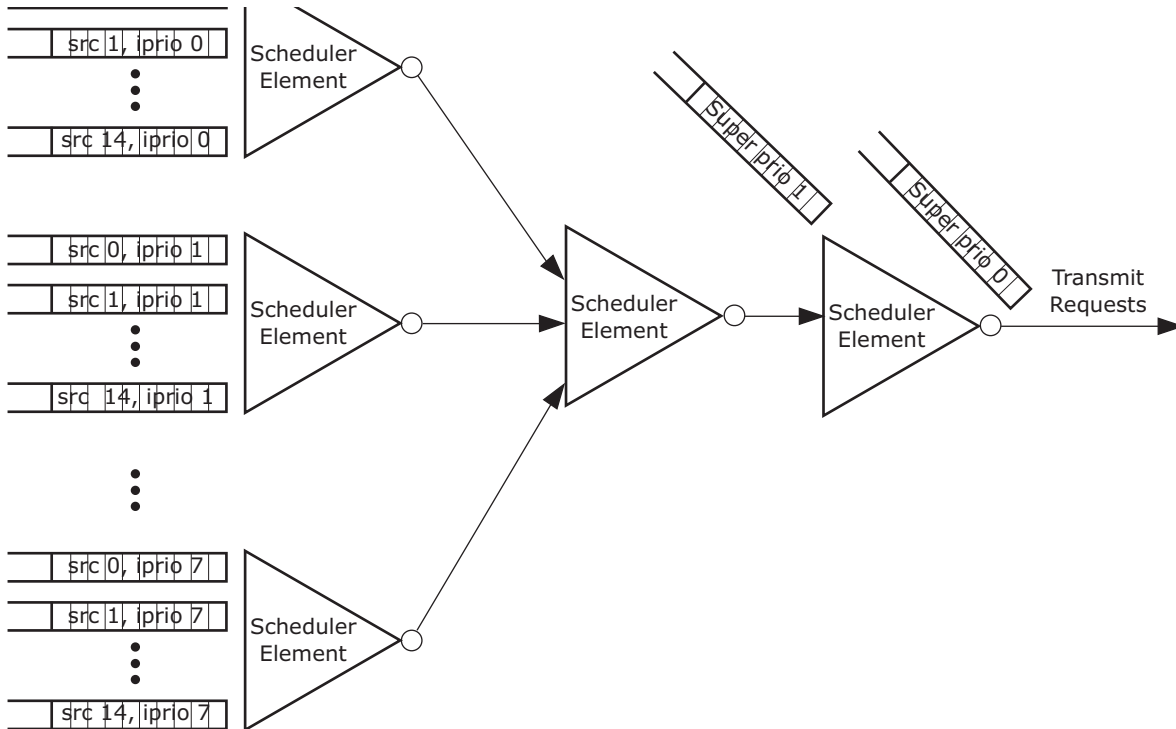 src 1, iprio 0
src 14, iprio 0
Scheduler
Element
src 0, iprio 1
src 1, iprio 1
src 14, iprio 1
Scheduler
Element
src 0, iprio 7
src 1, iprio 7
src 14, iprio 7
Scheduler
Element
Scheduler
Element
Super prio 1
Scheduler
Element
Super prio 0
Transmit
Requests